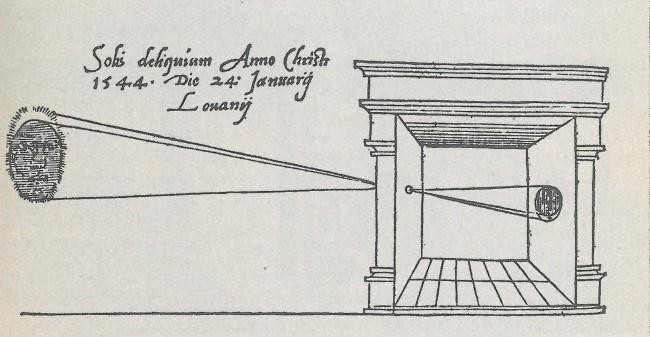 Solis deliquium Anno Christi
1544. Die 24. Januarij
Louanij